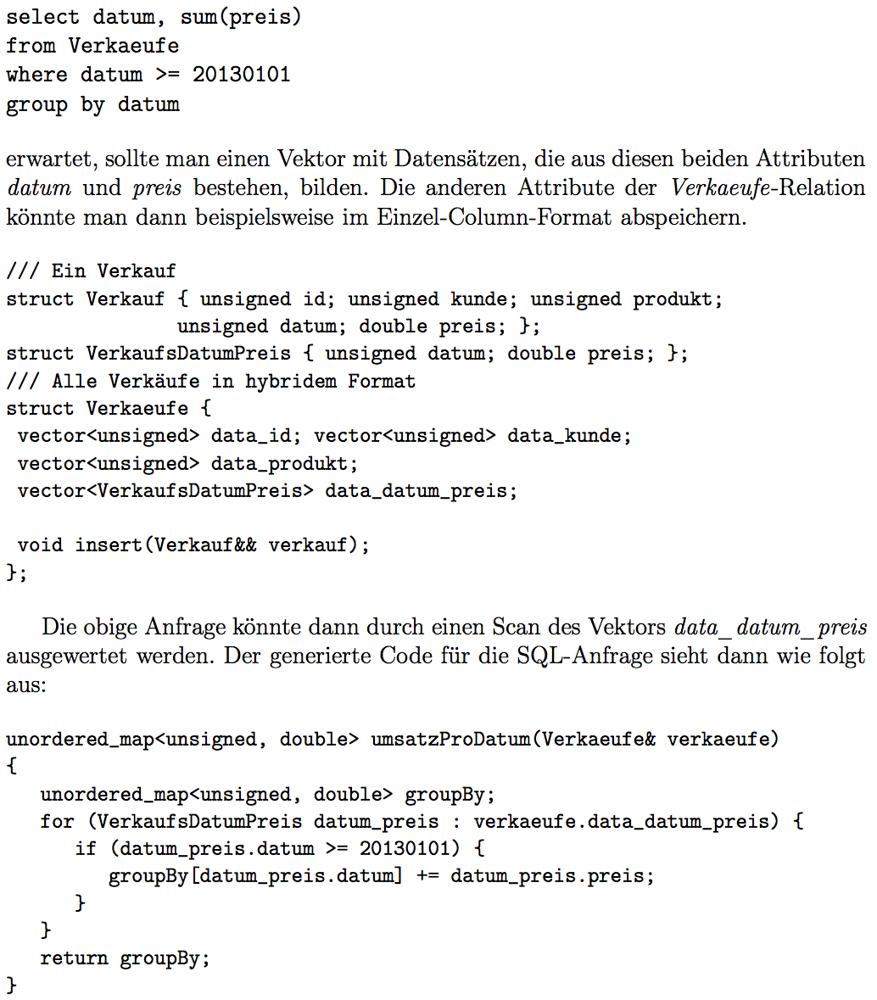 select datum, sum(preis)
from Verkaeufe
where datum >= 20130101
group by datum
erwartet, sollte man einen Vektor mit Datensätzen, die aus diesen beiden Attributen
datum und preis bestehen, bilden. Die anderen Attribute der Verkaeufe-Relation
könnte man dann beispielsweise im Einzel-Column-Format abspeichern.
/// Ein Verkauf
struct Verkauf { unsigned id; unsigned kunde; unsigned produkt;
               unsigned datum; double preis; };
struct VerkaufsDatumPreis { unsigned datum; double preis; };
/// Alle Verkäufe in hybridem Format
struct Verkaeufe {
 vector<unsigned> data_id; vector<unsigned> data_kunde;
 vector<unsigned> data_produkt;
 vector<VerkaufsDatumPreis> data_datum_preis;
 void insert(Verkauf&& verkauf);
};
Die obige Anfrage könnte dann durch einen Scan des Vektors data_datum_preis
ausgewertet werden. Der generierte Code für die SQL-Anfrage sieht dann wie folgt
aus:
unordered_map<unsigned, double> umsatzProDatum(Verkaeufe& verkaeufe)
{
   unordered_map<unsigned, double> groupBy;
   for (VerkaufsDatumPreis datum_preis : verkaeufe.data_datum_preis) {
      if (datum_preis.datum >= 20130101) {
         groupBy[datum_preis.datum] += datum_preis.preis;
      }
   }
   return groupBy;
}